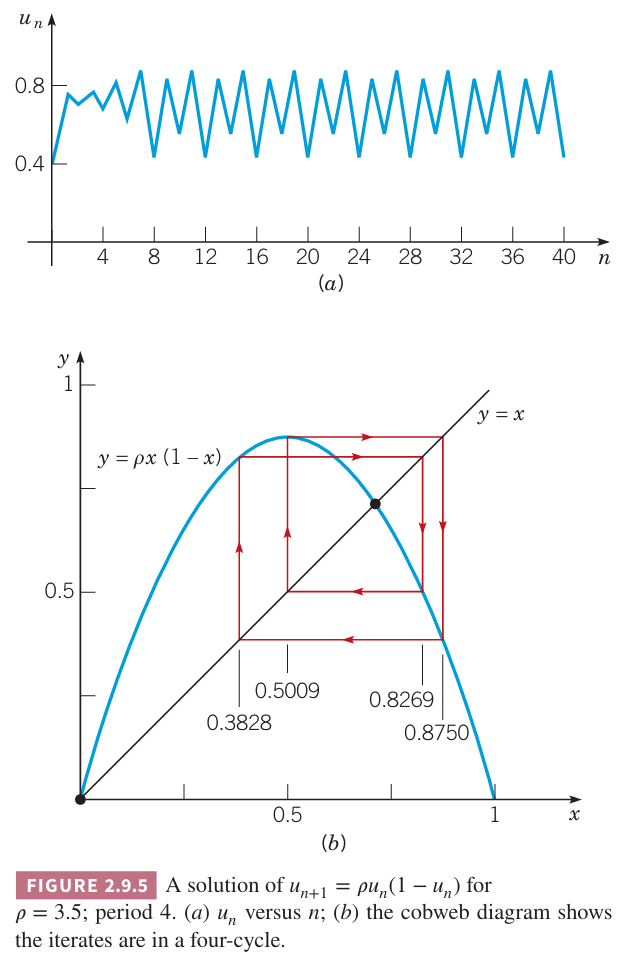 u_n
0.8
0.4
4 8 12 16 20 24 28 32 36 40 n
(a)
y
1
y = x
y = ρx (1 – x)
0.5
0.5009
0.8269
0.3828
0.8750
0.5 1 x
(b)
FIGURE 2.9.5 A solution of u_{n+1} = ρu_n(1 − u_n) for
ρ = 3.5; period 4. (a) u_n versus n; (b) the cobweb diagram shows
the iterates are in a four-cycle.